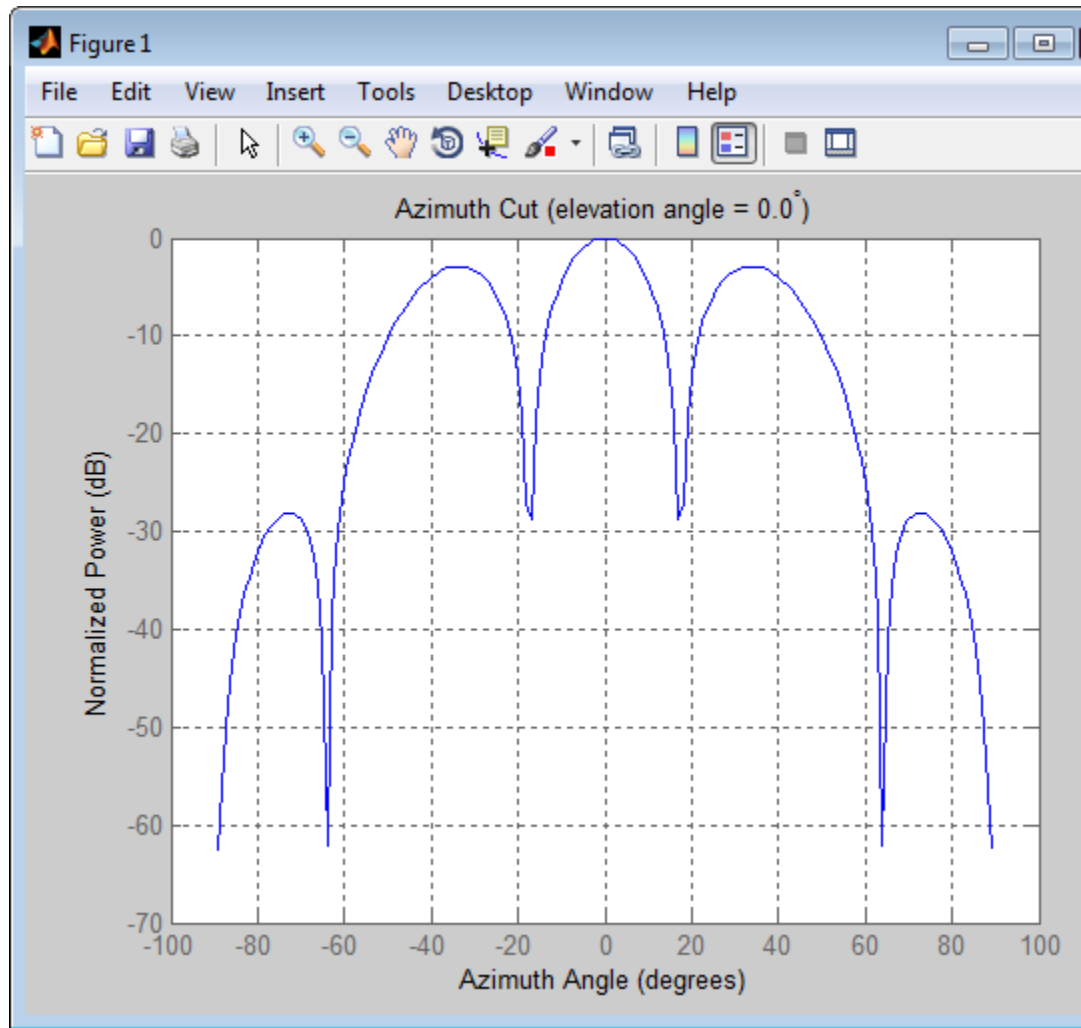 Figure 1
File Edit View Insert Tools Desktop Window Help
Azimuth Cut (elevation angle = 0.0°)
0
-10
-20
-30
-40
-50
-60
-70
Normalized Power (dB)
-100 -80 -60 -40 -20 0 20 40 60 80 100
Azimuth Angle (degrees)